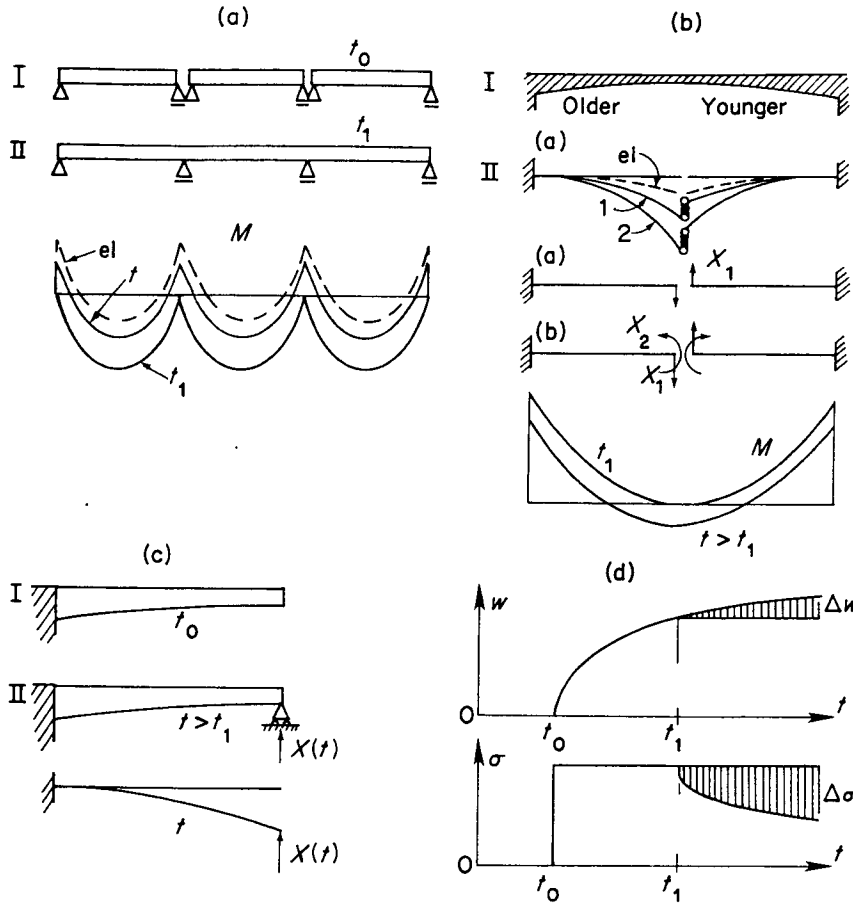 (a)
I
t₀
II
t₁
M
el
t
t₁
(b)
I
Older
Younger
(a)
II
el
1
2
(a)
X₁
(b)
X₂
X₁
t₁
M
t > t₁
(c)
I
t₀
II
t > t₁
X(t)
t
X(t)
(d)
w
Δw
0
t₀
t₁
t
σ
Δσ
0
t₀
t₁
t